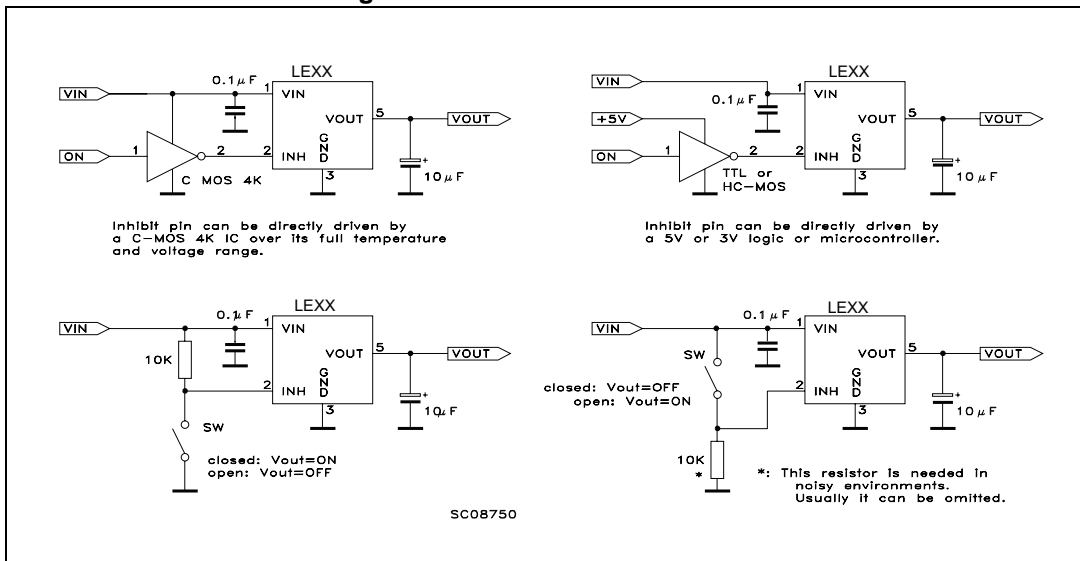 LEXX
0.1µF
VIN
1
VIN
VOUT
5
VOUT
GND
ON
1
2
2
INH
3
C MOS 4K
+
10µF
Inhibit pin can be directly driven by
a C-MOS 4K IC over its full temperature
and voltage range.
LEXX
VIN
1
VIN
0.1µF
+5V
VOUT
5
VOUT
GND
ON
1
2
2
INH
3
TTL or
HC-MOS
+
10µF
Inhibit pin can be directly driven by
a 5V or 3V logic or microcontroller.
LEXX
0.1µF
VIN
1
VIN
10K
VOUT
5
VOUT
GND
2
INH
3
+
10µF
SW
closed: Vout=ON
open: Vout=OFF
LEXX
0.1µF
VIN
1
VIN
SW
VOUT
5
VOUT
GND
closed: Vout=OFF
open: Vout=ON
2
INH
3
+
10µF
10K
*
*: This resistor is needed in
noisy environments.
Usually it can be omitted.
SC08750